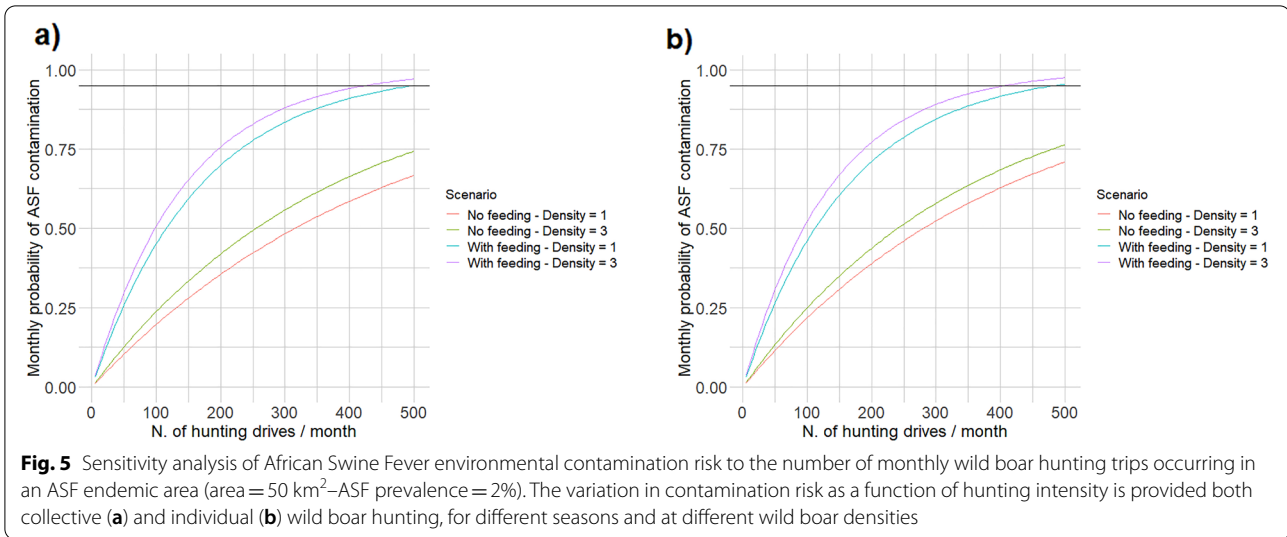 a)
Monthly probability of ASF contamination
1.00
0.75
0.50
0.25
0.00
0
100
200
300
400
500
N. of hunting drives / month
Scenario
No feeding - Density = 1
No feeding - Density = 3
With feeding - Density = 1
With feeding - Density = 3
b)
Monthly probability of ASF contamination
1.00
0.75
0.50
0.25
0.00
0
100
200
300
400
500
N. of hunting drives / month
Scenario
No feeding - Density = 1
No feeding - Density = 3
With feeding - Density = 1
With feeding - Density = 3
Fig. 5 Sensitivity analysis of African Swine Fever environmental contamination risk to the number of monthly wild boar hunting trips occurring in
an ASF endemic area (area = 50 km²–ASF prevalence = 2%). The variation in contamination risk as a function of hunting intensity is provided both
collective (a) and individual (b) wild boar hunting, for different seasons and at different wild boar densities